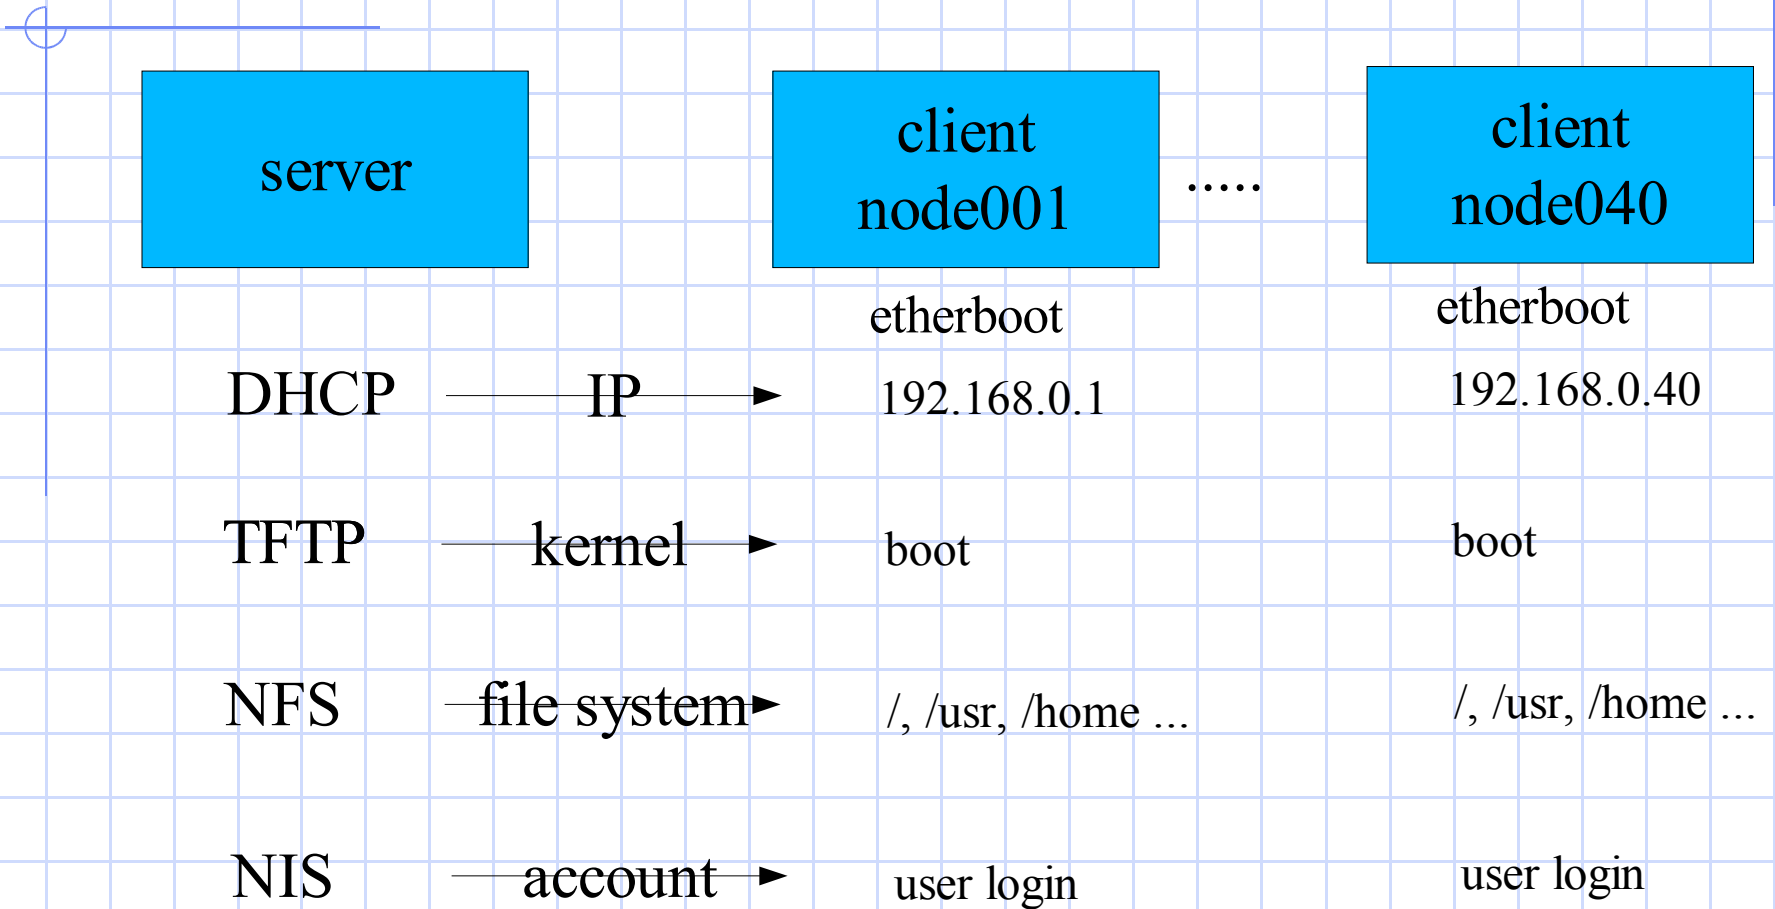 server
client
node001
.....
client
node040
etherboot
etherboot
DHCP IP 192.168.0.1 192.168.0.40
TFTP kernel boot boot
NFS file system /, /usr, /home ... /, /usr, /home ...
NIS account user login user login